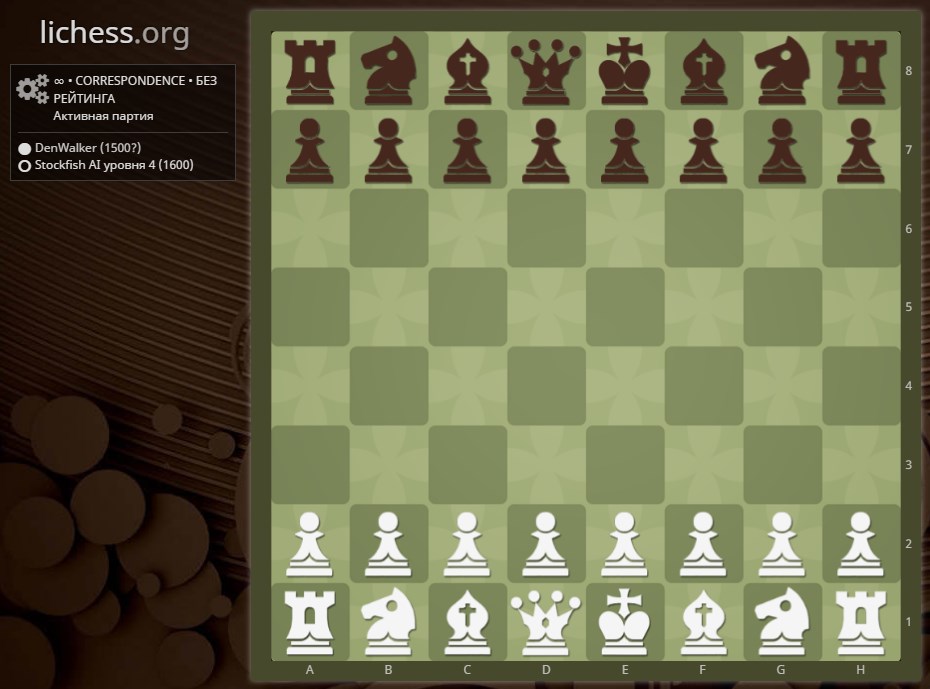 lichess.org
∞ • CORRESPONDENCE • БЕЗ
РЕЙТИНГА
Активная партия
DenWalker (1500?)
Stockfish AI уровня 4 (1600)
8
7
6
5
4
3
2
1
A B C D E F G H